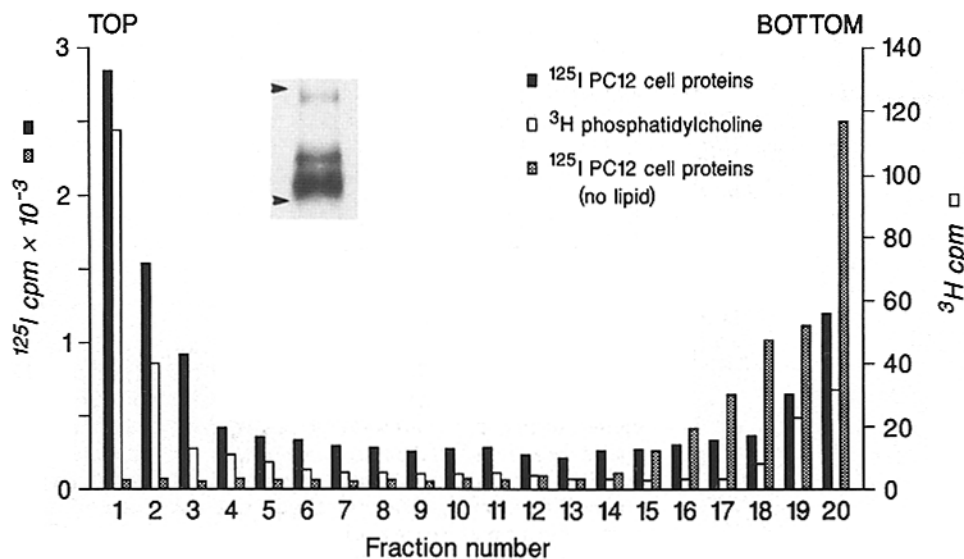 TOP
BOTTOM
3
2
1
0
¹²⁵I cpm × 10⁻³
¹²⁵I PC12 cell proteins
³H phosphatidylcholine
¹²⁵I PC12 cell proteins
(no lipid)
140
120
100
80
60
40
20
0
³H cpm
1 2 3 4 5 6 7 8 9 10 11 12 13 14 15 16 17 18 19 20
Fraction number